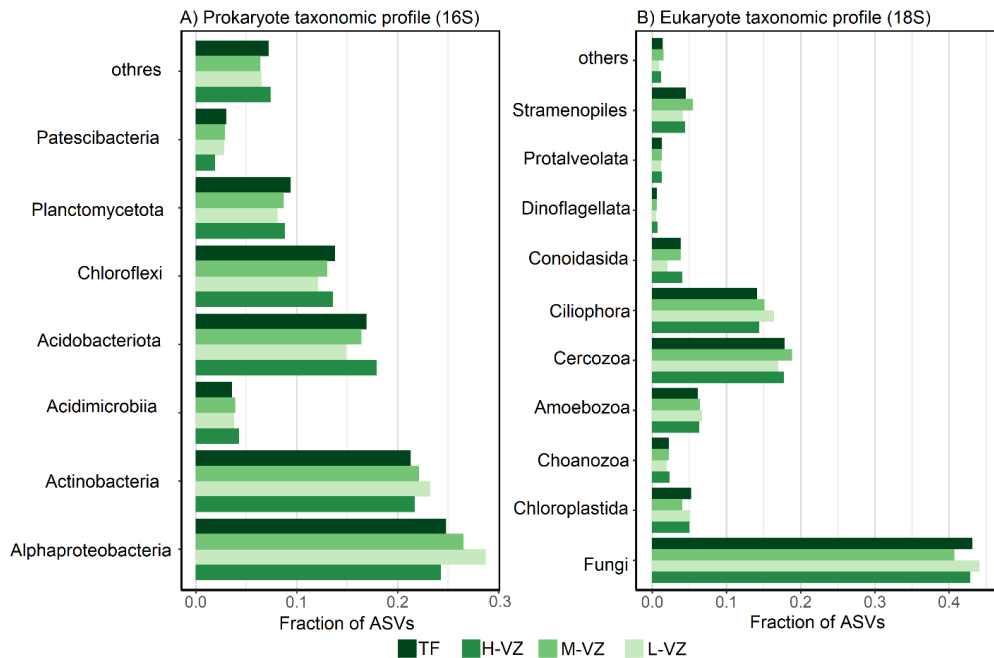 A) Prokaryote taxonomic profile (16S)
othres
Patescibacteria
Planctomycetota
Chloroflexi
Acidobacteriota
Acidimicrobiia
Actinobacteria
Alphaproteobacteria
0.0 0.1 0.2 0.3
Fraction of ASVs
B) Eukaryote taxonomic profile (18S)
others
Stramenopiles
Protalveolata
Dinoflagellata
Conoidasida
Ciliophora
Cercozoa
Amoebozoa
Choanozoa
Chloroplastida
Fungi
0.0 0.1 0.2 0.3 0.4
Fraction of ASVs
TF H-VZ M-VZ L-VZ